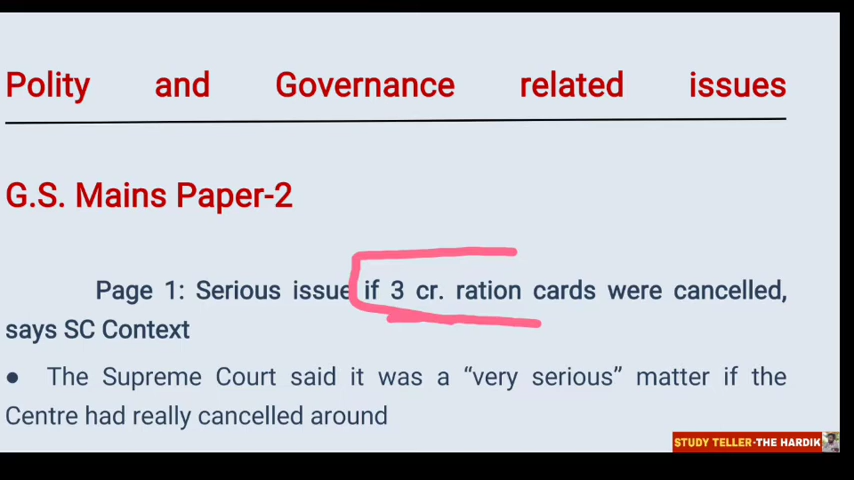 Polity and Governance related issues
G.S. Mains Paper-2
Page 1: Serious issue if 3 cr. ration cards were cancelled,
says SC Context
● The Supreme Court said it was a “very serious” matter if the
Centre had really cancelled around
STUDY TELLER-THE HARDIK